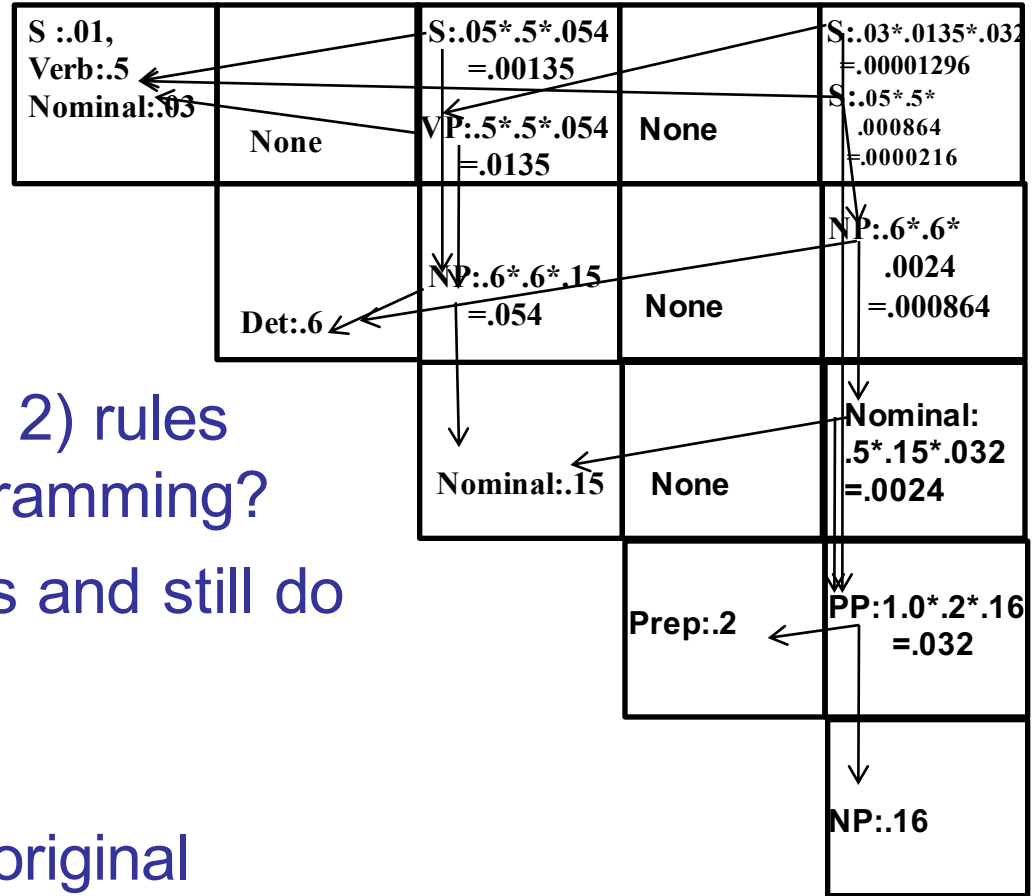 S :.01,
Verb:.5
Nominal:.03
None
S:.05*.5*.054
=.00135
VP:.5*.5*.054
=.0135
None
S:.03*.0135*.032
=.00001296
S:.05*.5*
.000864
=.0000216
Det:.6
NP:.6*.6*.15
=.054
None
NP:.6*.6*
.0024
=.000864
2) rules
ramming?
s and still do
original
Nominal:.15
None
Nominal:
.5*.15*.032
=.0024
Prep:.2
PP:1.0*.2*.16
=.032
NP:.16